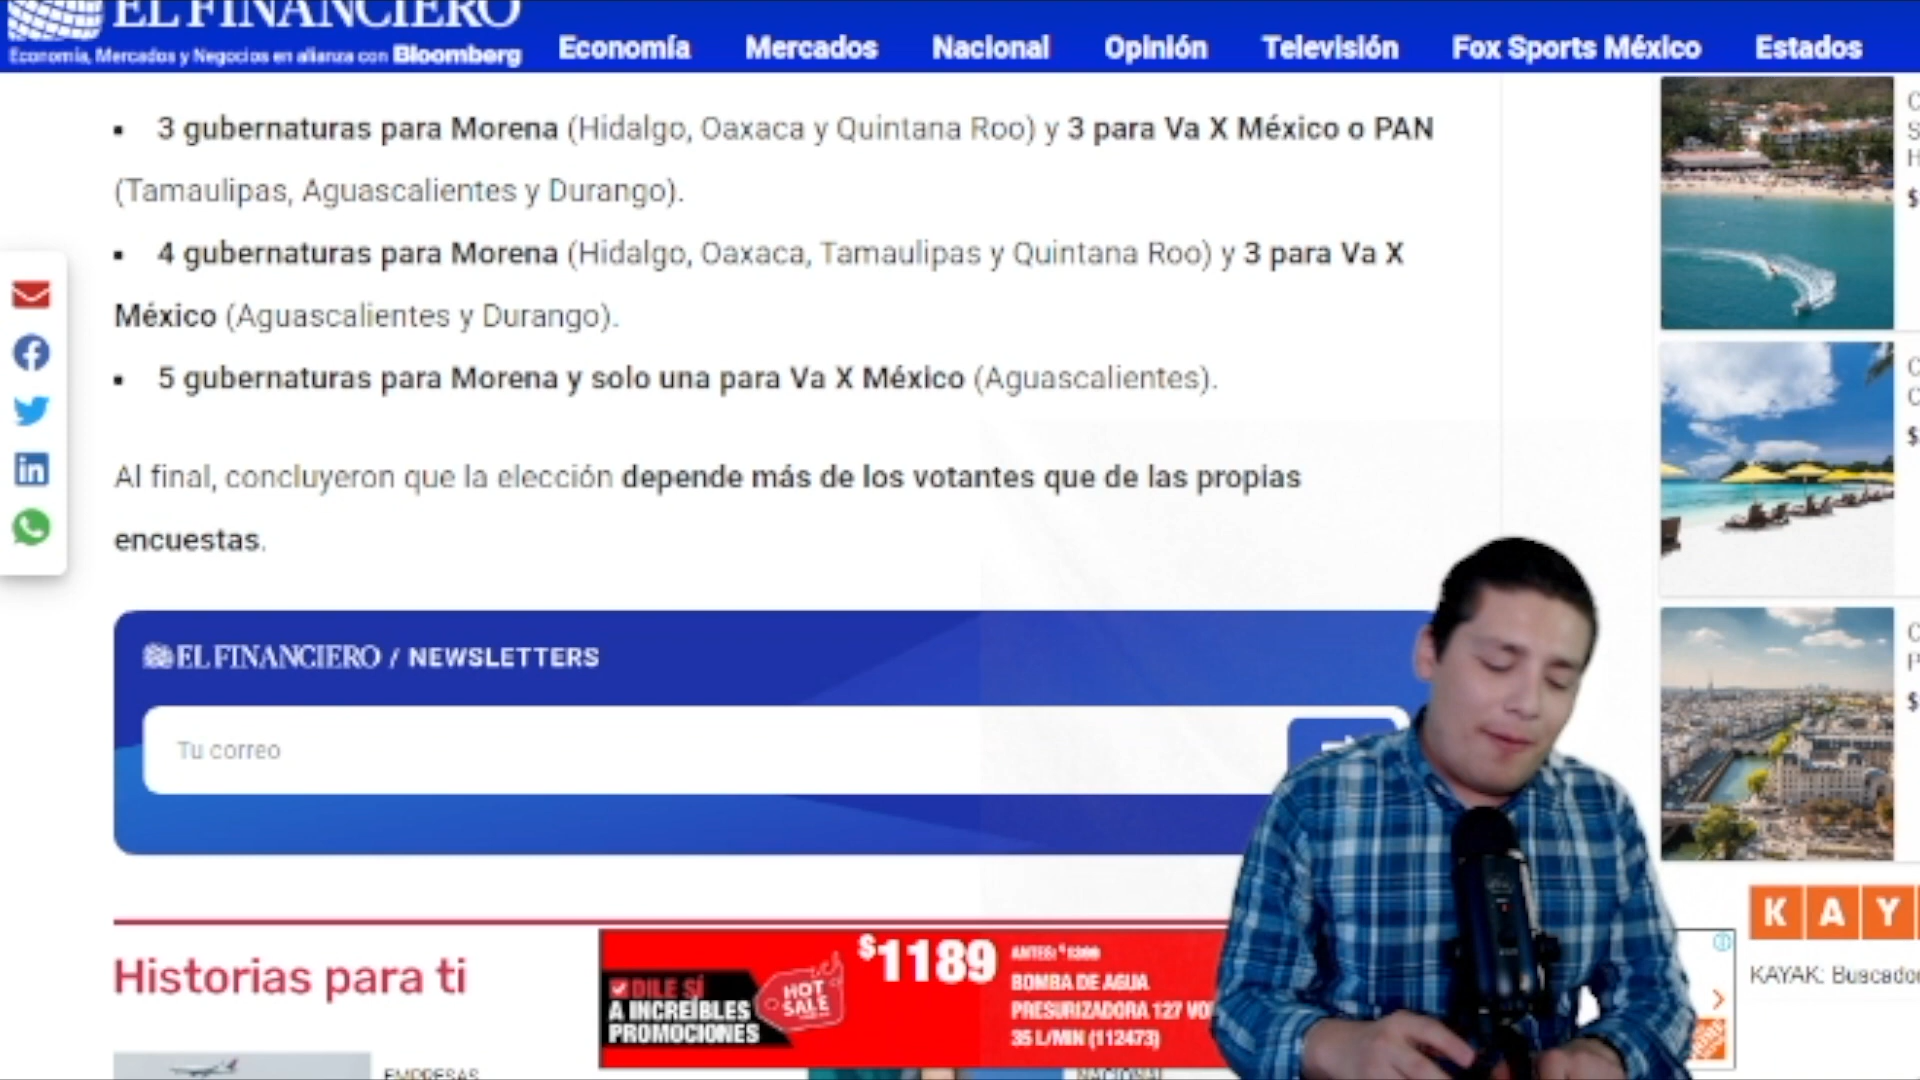 EL FINANCIERO
Economía, Mercados y Negocios en alianza con Bloomberg
Economía Mercados Nacional Opinión Televisión Fox Sports México Estados
▪ 3 gubernaturas para Morena (Hidalgo, Oaxaca y Quintana Roo) y 3 para Va X México o PAN
(Tamaulipas, Aguascalientes y Durango).
▪ 4 gubernaturas para Morena (Hidalgo, Oaxaca, Tamaulipas y Quintana Roo) y 3 para Va X
México (Aguascalientes y Durango).
▪ 5 gubernaturas para Morena y solo una para Va X México (Aguascalientes).
Al final, concluyeron que la elección depende más de los votantes que de las propias
encuestas.
EL FINANCIERO / NEWSLETTERS
Tu correo
Historias para ti
DILE SÍ
A INCREÍBLES
PROMOCIONES
HOT
SALE
$1189
ANTES:
BOMBA DE AGUA
PRESURIZADORA 127
35 L/MIN (112473)
KAY
KAYAK: Buscador
EMPRESAS
NACIONAL